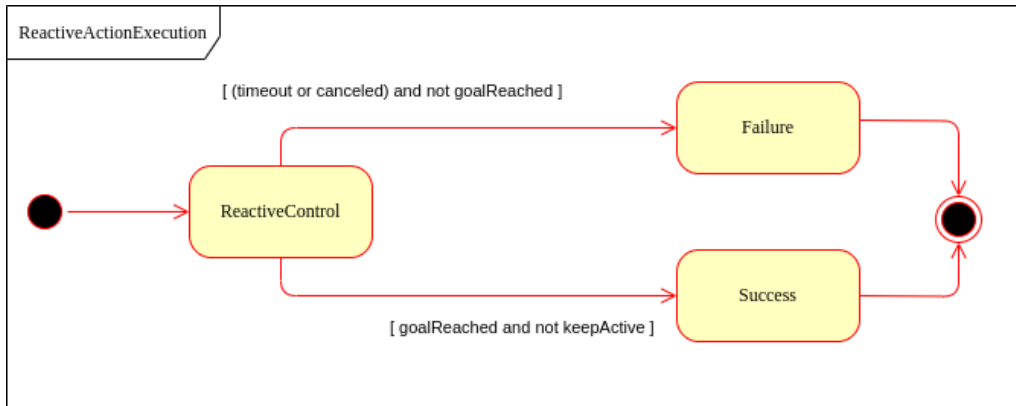 ReactiveActionExecution
[ (timeout or canceled) and not goalReached ]
Failure
ReactiveControl
Success
[ goalReached and not keepActive ]